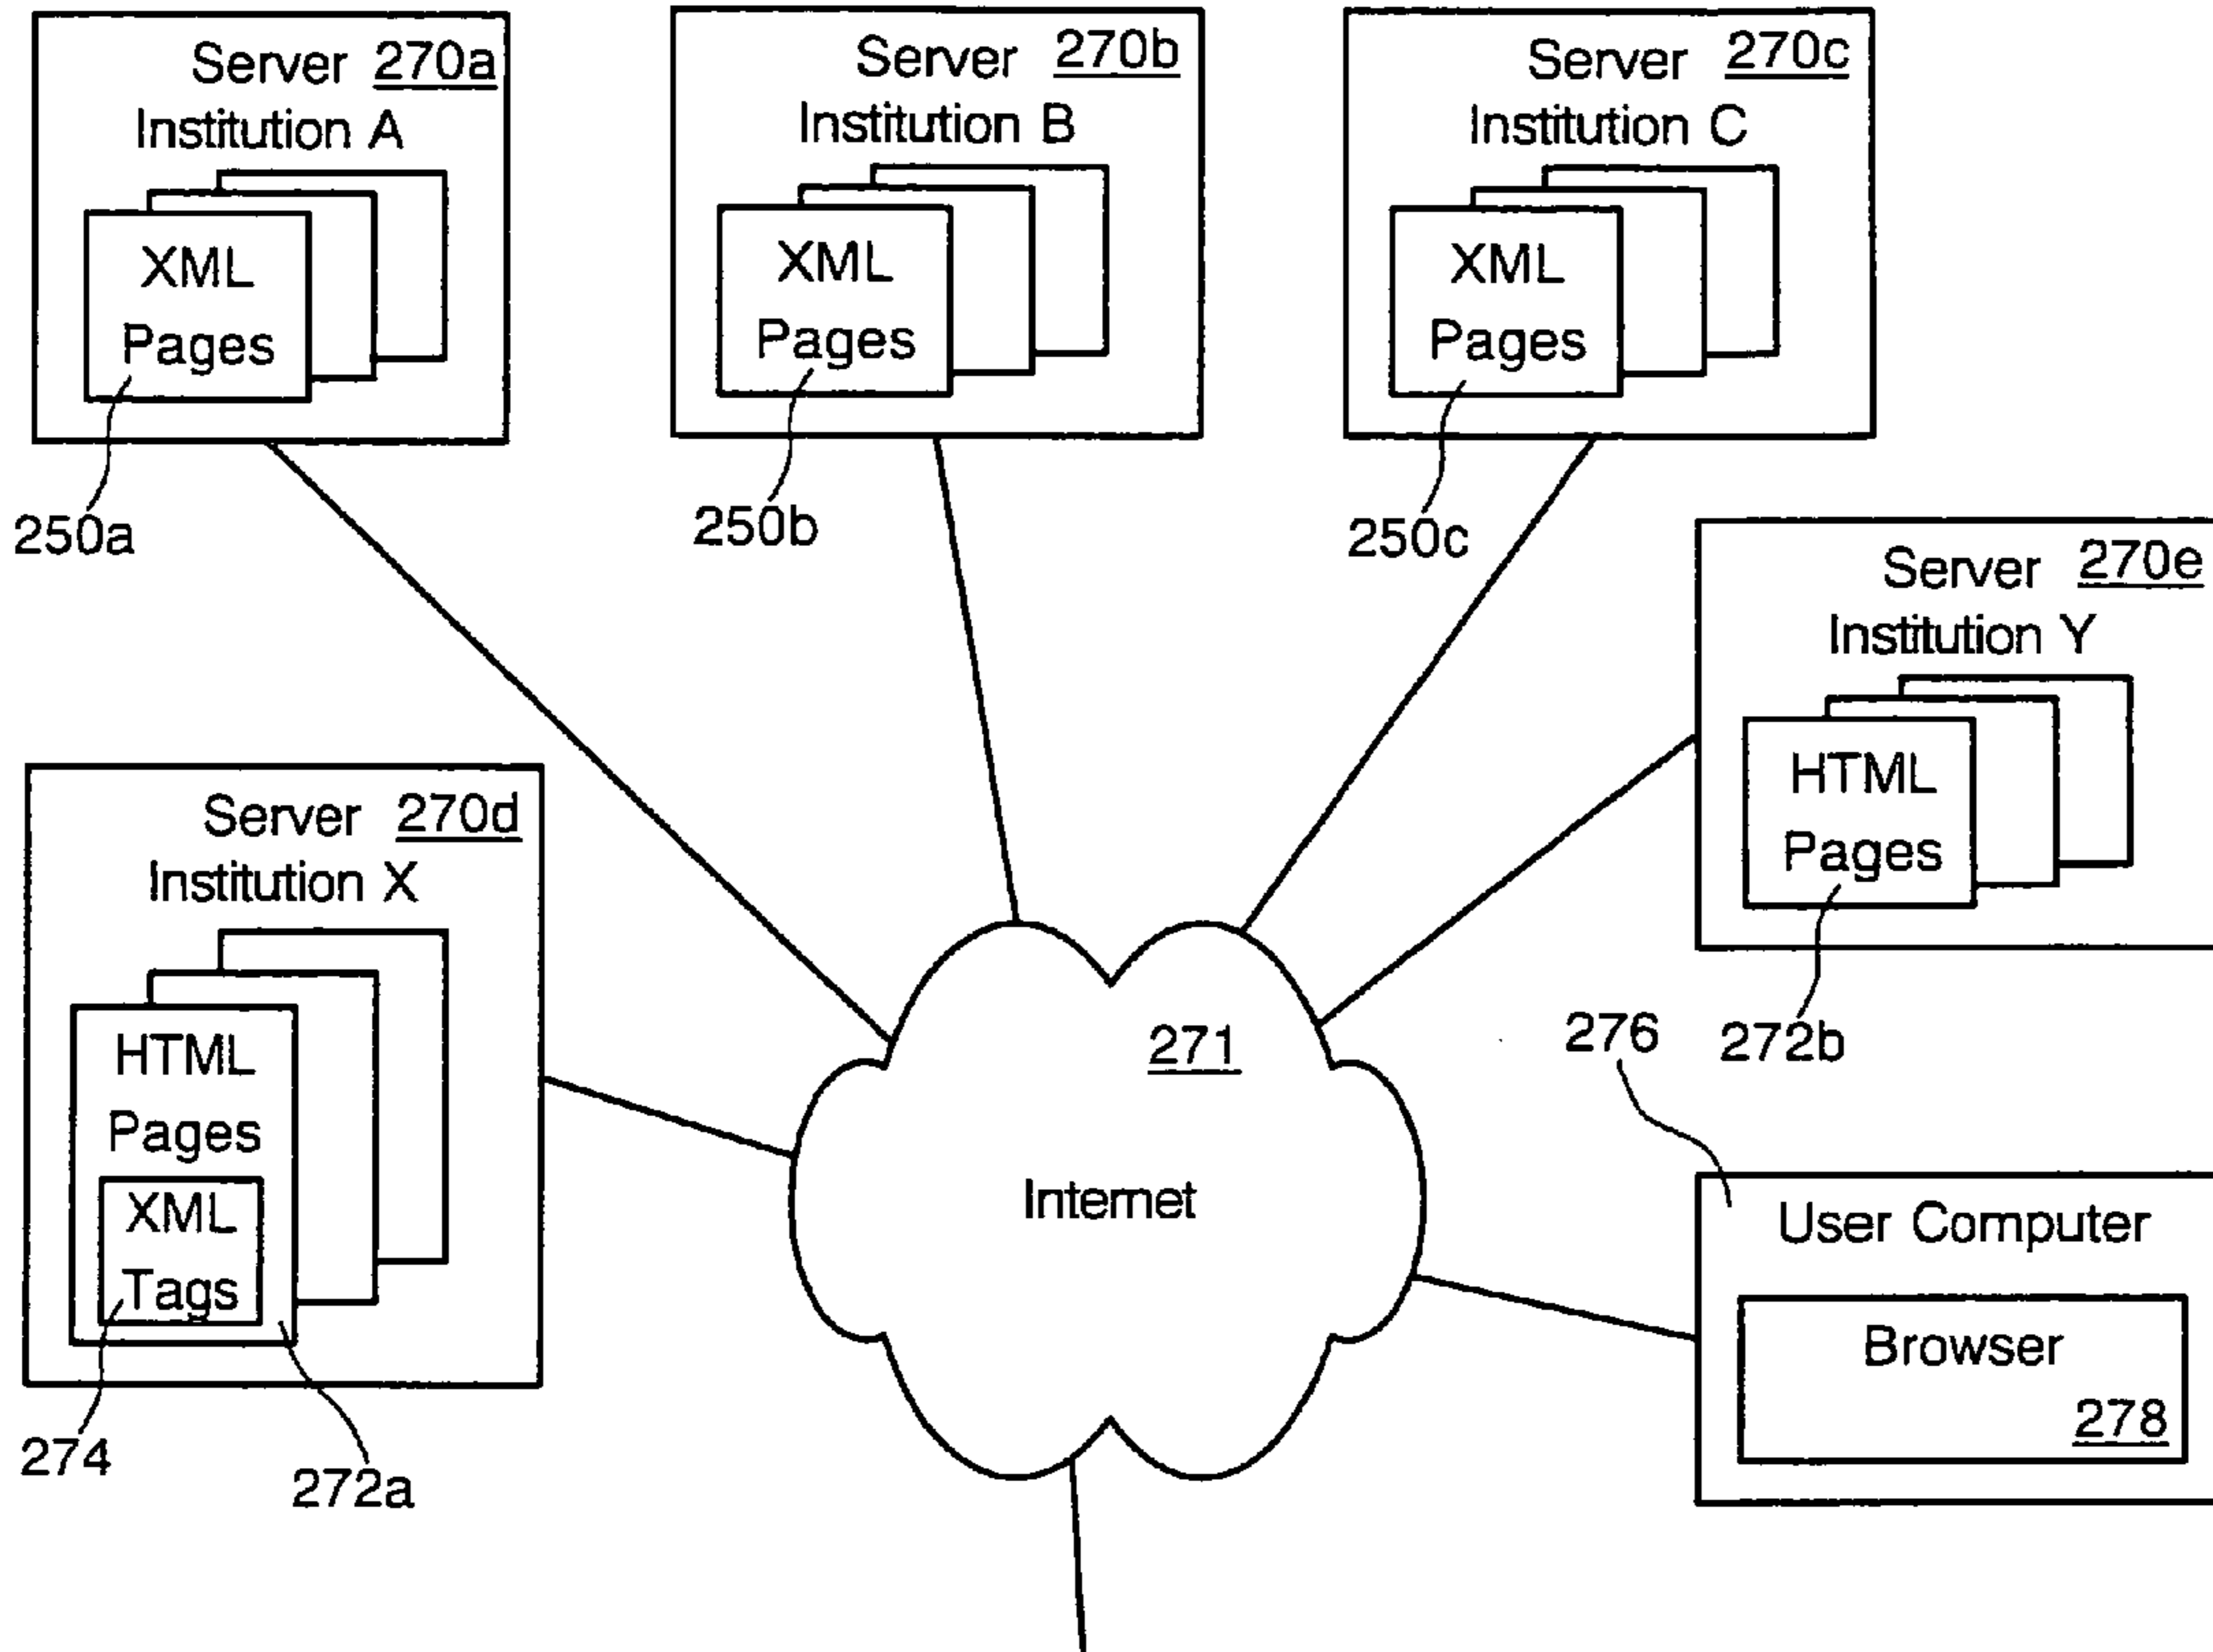 Server 270a
Institution A
XML
Pages
250a
Server 270b
Institution B
XML
Pages
250b
Server 270c
Institution C
XML
Pages
250c
Server 270e
Institution Y
HTML
Pages
272b
Server 270d
Institution X
HTML
Pages
XML
Tags
274
272a
271
Internet
276
User Computer
Browser
278